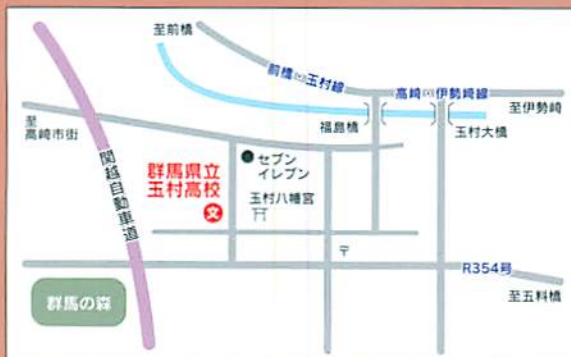 至前橋
前橋
玉村線
高崎
伊勢崎線
至伊勢崎
至
高崎市街
福島橋
玉村大橋
セブン
イレブン
群馬県立
玉村高校
文
玉村八幡宮
関越自動車道
〒
R354号
群馬の森
至五料橋